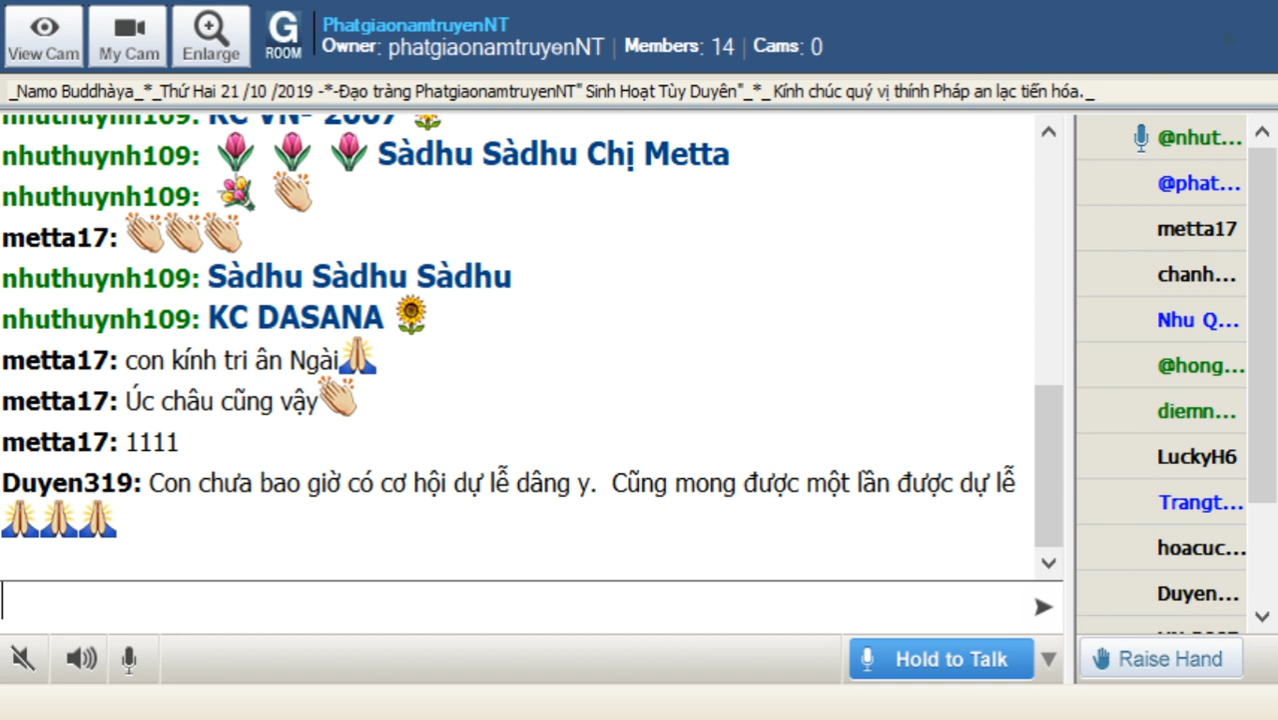 PhatgiaonamtruyenNT
View Cam My Cam Enlarge G ROOM Owner: phatgiaonamtruyenNT | Members: 14 | Cams: 0
_Namo Buddhàya_*_Thứ Hai 21 /10 /2019 -*-Đạo tràng PhatgiaonamtruyenNT" Sinh Hoạt Tùy Duyên"_*_ Kính chúc quý vị thính Pháp an lạc tiến hóa._
nhuthuynh109: KC VN- 2007
nhuthuynh109: Sàdhu Sàdhu Chị Metta
nhuthuynh109:
metta17:
nhuthuynh109: Sàdhu Sàdhu Sàdhu
nhuthuynh109: KC DASANA
metta17: con kính tri ân Ngài
metta17: Úc châu cũng vậy
metta17: 1111
Duyen319: Con chưa bao giờ có cơ hội dự lễ dâng y. Cũng mong được một lần được dự lễ
@nhut...
@phat...
metta17
chanh...
Nhu Q...
@hong...
diemn...
LuckyH6
Trangt...
hoacuc...
Duyen...
Hold to Talk
Raise Hand